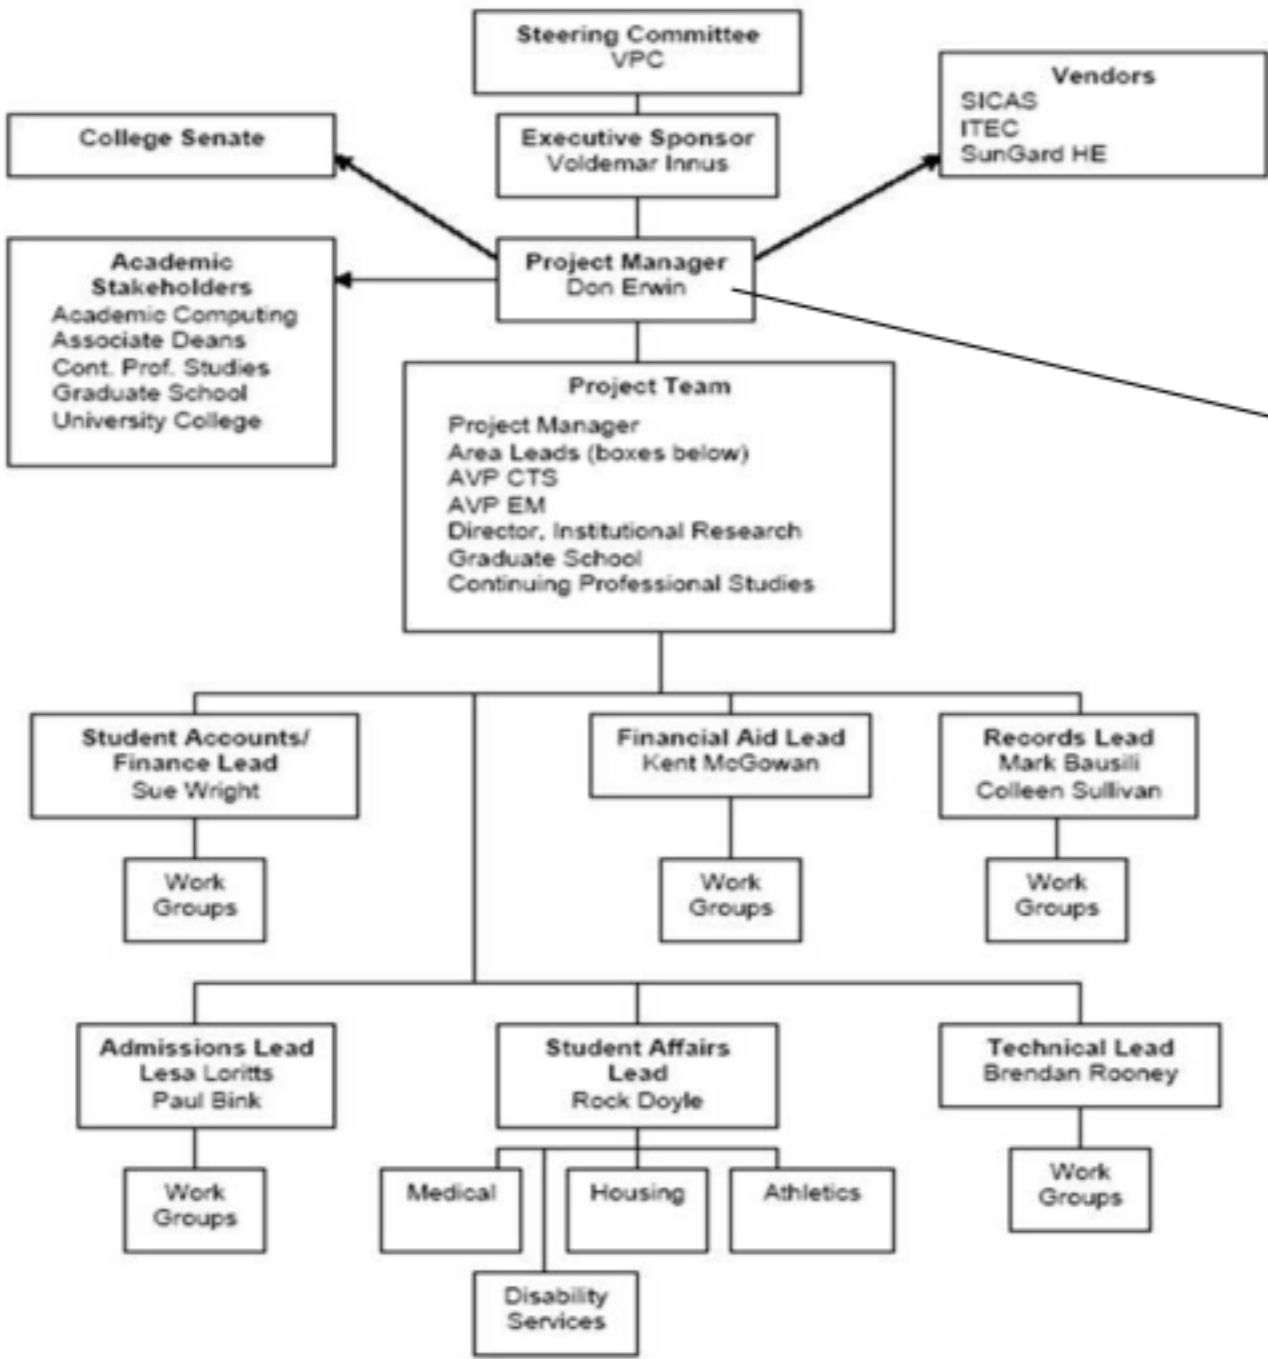 Steering Committee
VPC
Vendors
SICAS
ITEC
SunGard HE
College Senate
Executive Sponsor
Voldemar Innus
Academic
Stakeholders
Academic Computing
Associate Deans
Cont. Prof. Studies
Graduate School
University College
Project Manager
Don Erwin
Project Team
Project Manager
Area Leads (boxes below)
AVP CTS
AVP EM
Director, Institutional Research
Graduate School
Continuing Professional Studies
Student Accounts/
Finance Lead
Sue Wright
Financial Aid Lead
Kent McGowan
Records Lead
Mark Bausili
Colleen Sullivan
Work
Groups
Work
Groups
Work
Groups
Admissions Lead
Lesa Loritts
Paul Bink
Student Affairs
Lead
Rock Doyle
Technical Lead
Brendan Rooney
Work
Groups
Medical
Housing
Athletics
Work
Groups
Disability
Services